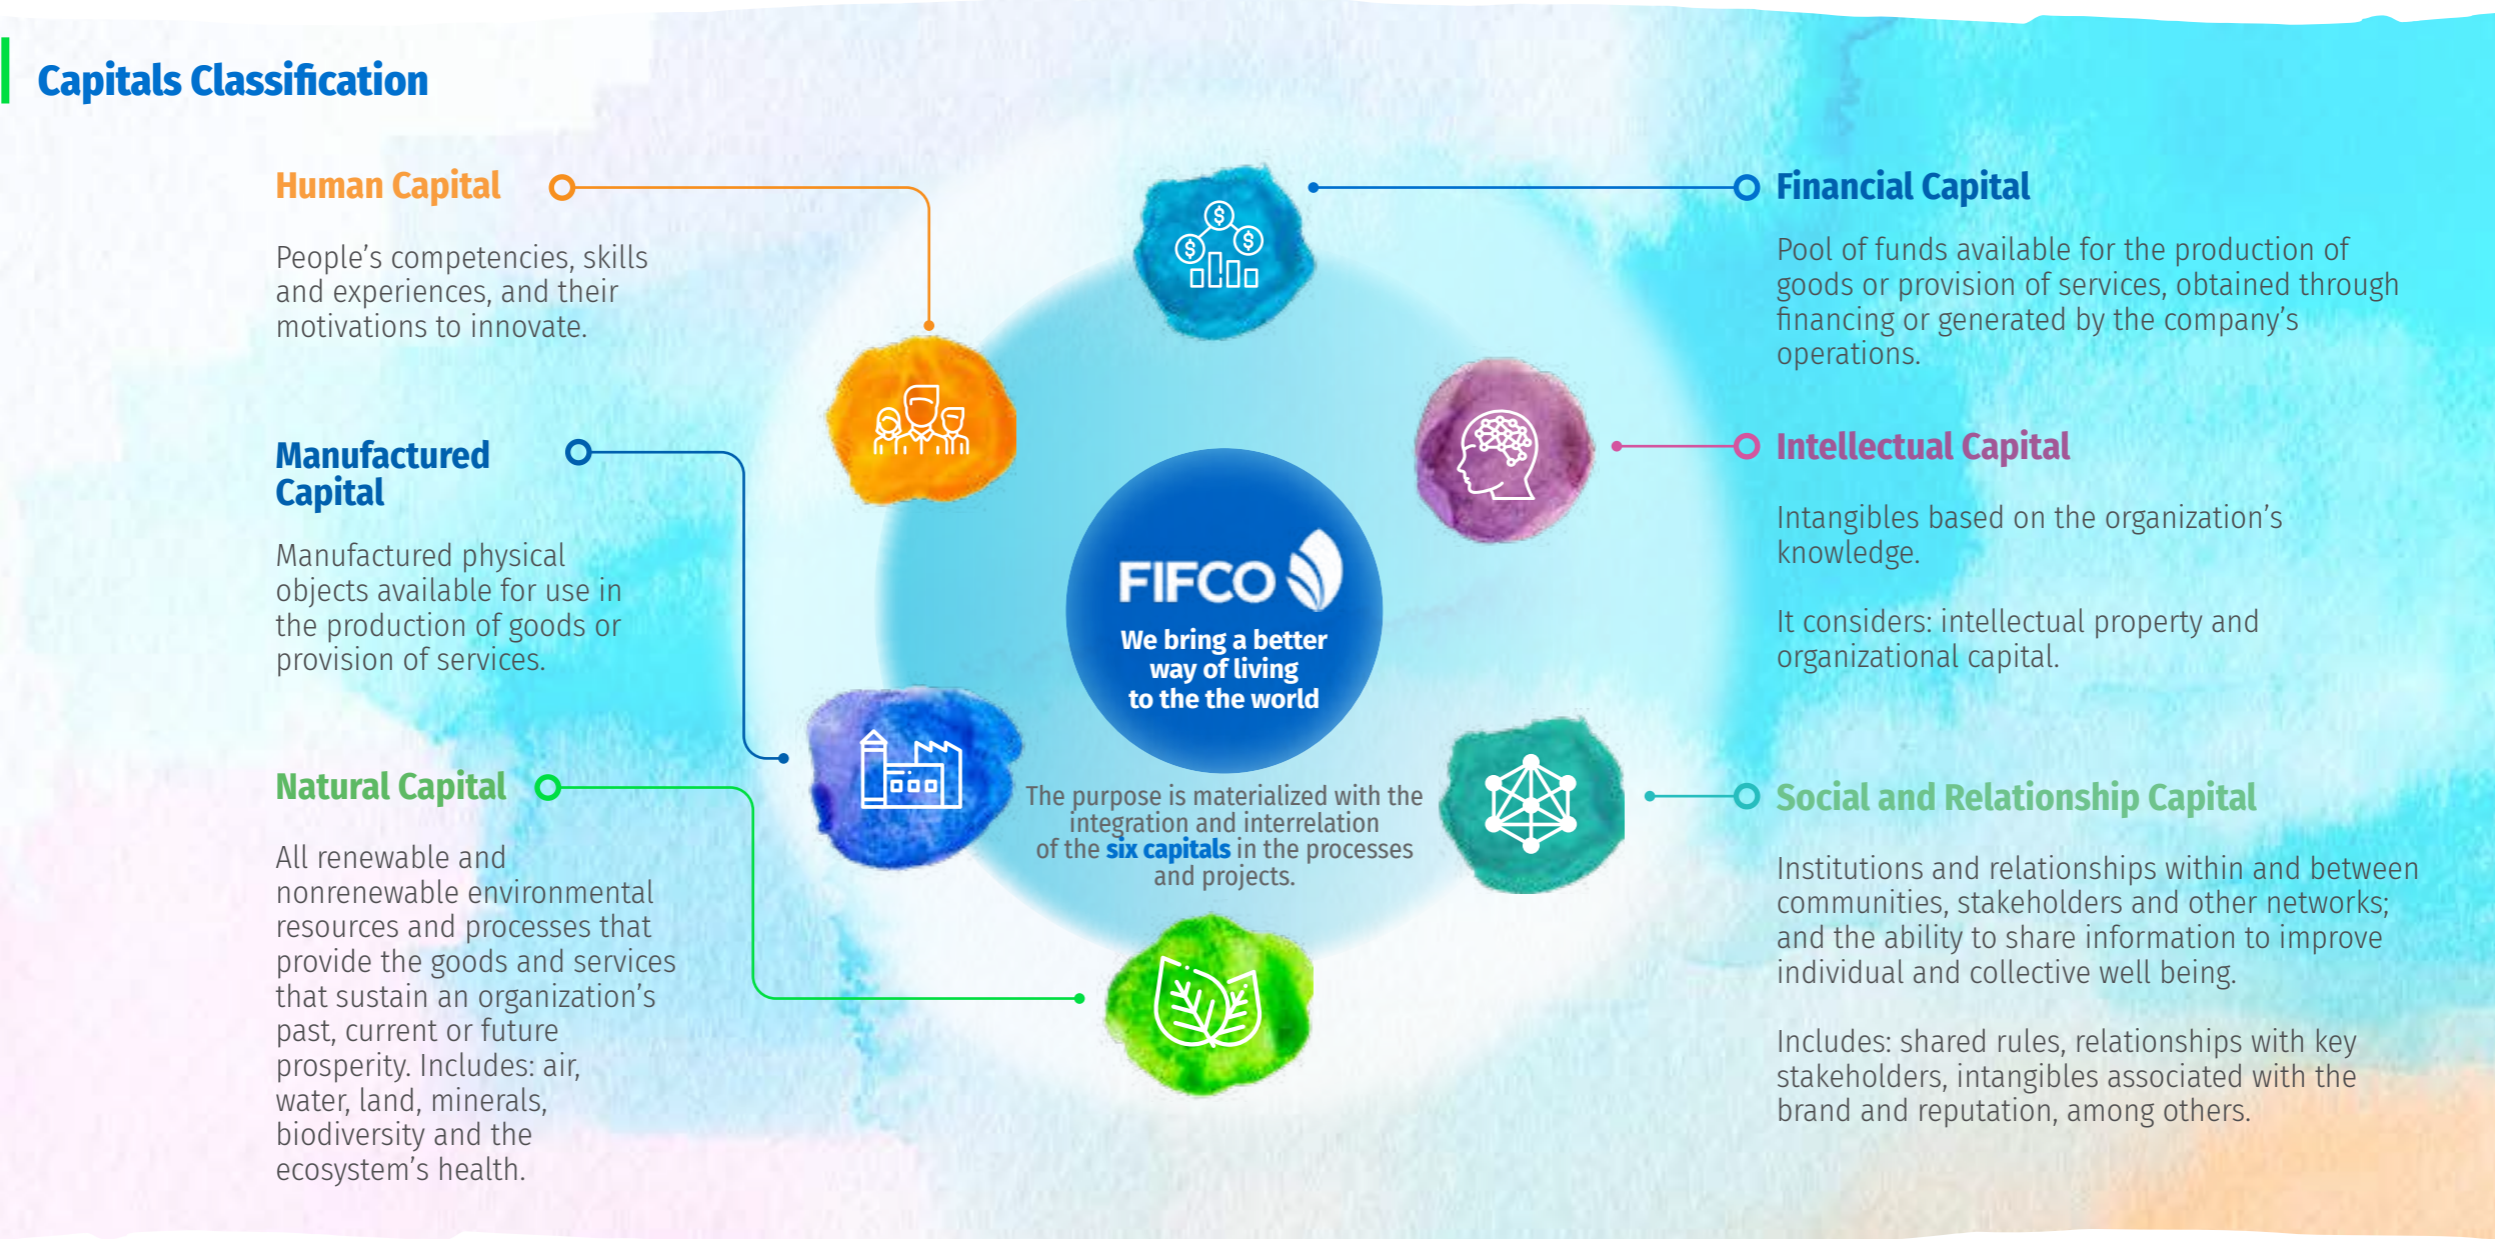 Capitals Classification
Human Capital
People's competencies, skills
and experiences, and their
motivations to innovate.
Manufactured
Capital
Manufactured physical
objects available for use in
the production of goods or
provision of services.
Natural Capital
All renewable and
nonrenewable environmental
resources and processes that
provide the goods and services
that sustain an organization's
past, current or future
prosperity. Includes: air,
water, land, minerals,
biodiversity and the
ecosystem's health.
$
$
$
FIFCO
We bring a better
way of living
to the the world
The purpose is materialized with the
integration and interrelation
of the six capitals in the processes
and projects.
Financial Capital
Pool of funds available for the production of
goods or provision of services, obtained through
financing or generated by the company's
operations.
Intellectual Capital
Intangibles based on the organization's
knowledge.
It considers: intellectual property and
organizational capital.
Social and Relationship Capital
Institutions and relationships within and between
communities, stakeholders and other networks;
and the ability to share information to improve
individual and collective well being.
Includes: shared rules, relationships with key
stakeholders, intangibles associated with the
brand and reputation, among others.